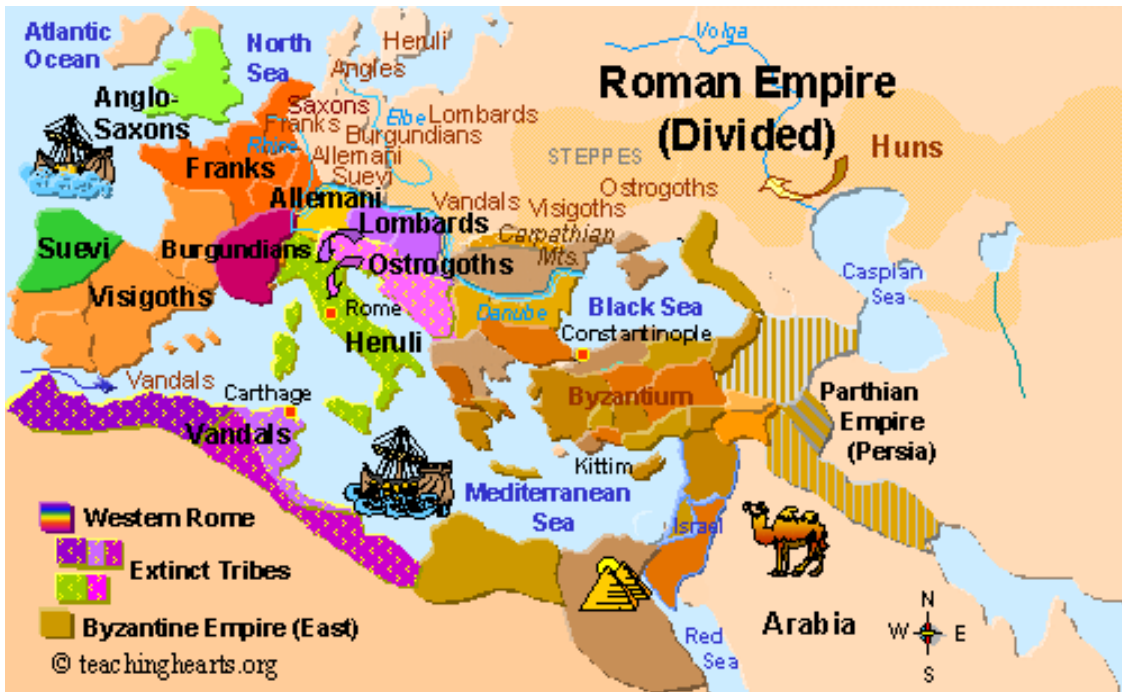 Atlantic
Ocean
North
Sea
Heruli
Angles
Volga
Roman Empire
(Divided)
Anglo-
Saxons
Saxons
Franks
Rhine
Elbe
Lombards
Burgundians
Allemani
Suevi
STEPPES
Huns
Franks
Allemani
Vandals
Visigoths
Ostrogoths
Lombards
Carpathian
Mts.
Suevi
Burgundians
Ostrogoths
Visigoths
Rome
Danube
Black Sea
Caspian
Sea
Heruli
Constantinople
Vandals
Carthage
Byzantium
Parthian
Empire
(Persia)
Vandals
Kittim
Mediterranean
Sea
Israel
Western Rome
Extinct Tribes
Byzantine Empire (East)
© teachinghearts.org
Red
Sea
Arabia
N
W
E
S